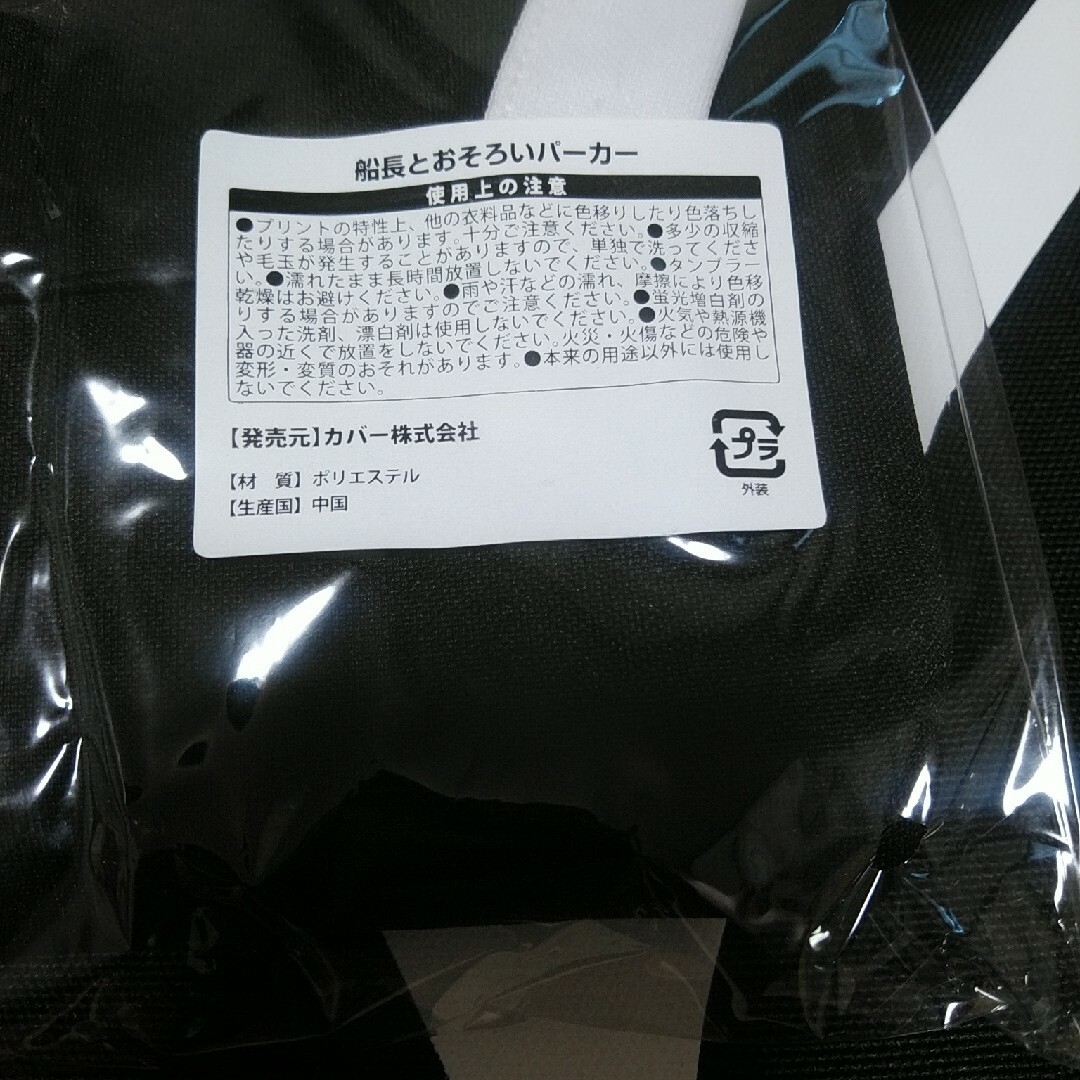 船長とおそろいパーカー
使用上の注意
●プリントの特性上、他の衣料品などに色移りしたり色落ちし
たりする場合があります。十分ご注意ください。●多少の収縮
や毛玉が発生することがありますので、単独で洗ってくださ
い。●濡れたまま長時間放置しないでください。●タンブラー
乾燥はお避けください。●雨や汗などの濡れ、摩擦により色移
りする場合がありますのでご注意ください。●蛍光増白剤の
入った洗剤、漂白剤は使用しないでください。●火気や熱源機
器の近くで放置をしないでください。火災・火傷などの危険や
変形・変質のおそれがあります。●本来の用途以外には使用し
ないでください。
【発売元】カバー株式会社
【材　質】ポリエステル
【生産国】中国
プラ
外装